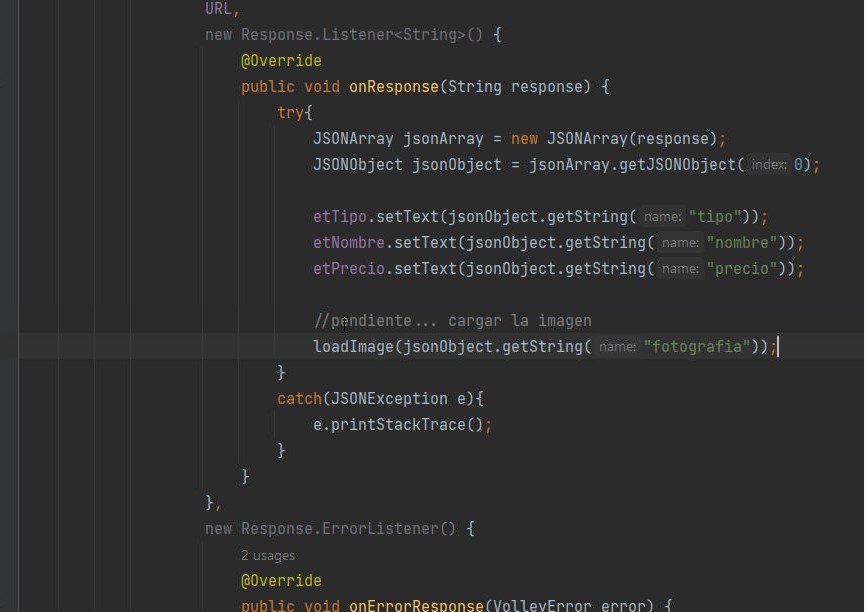 URL,
new Response.Listener<String>() {
@Override
public void onResponse(String response) {
try{
JSONArray jsonArray = new JSONArray(response);
JSONObject jsonObject = jsonArray.getJSONObject( index: 0);
etTipo.setText(jsonObject.getString( name: "tipo"));
etNombre.setText(jsonObject.getString( name: "nombre"));
etPrecio.setText(jsonObject.getString( name: "precio"));
//pendiente... cargar la imagen
loadImage(jsonObject.getString( name: "fotografia"));
}
catch(JSONException e){
e.printStackTrace();
}
}
},
new Response.ErrorListener() {
2 usages
@Override
public void onErrorResponse(VolleyError error) {